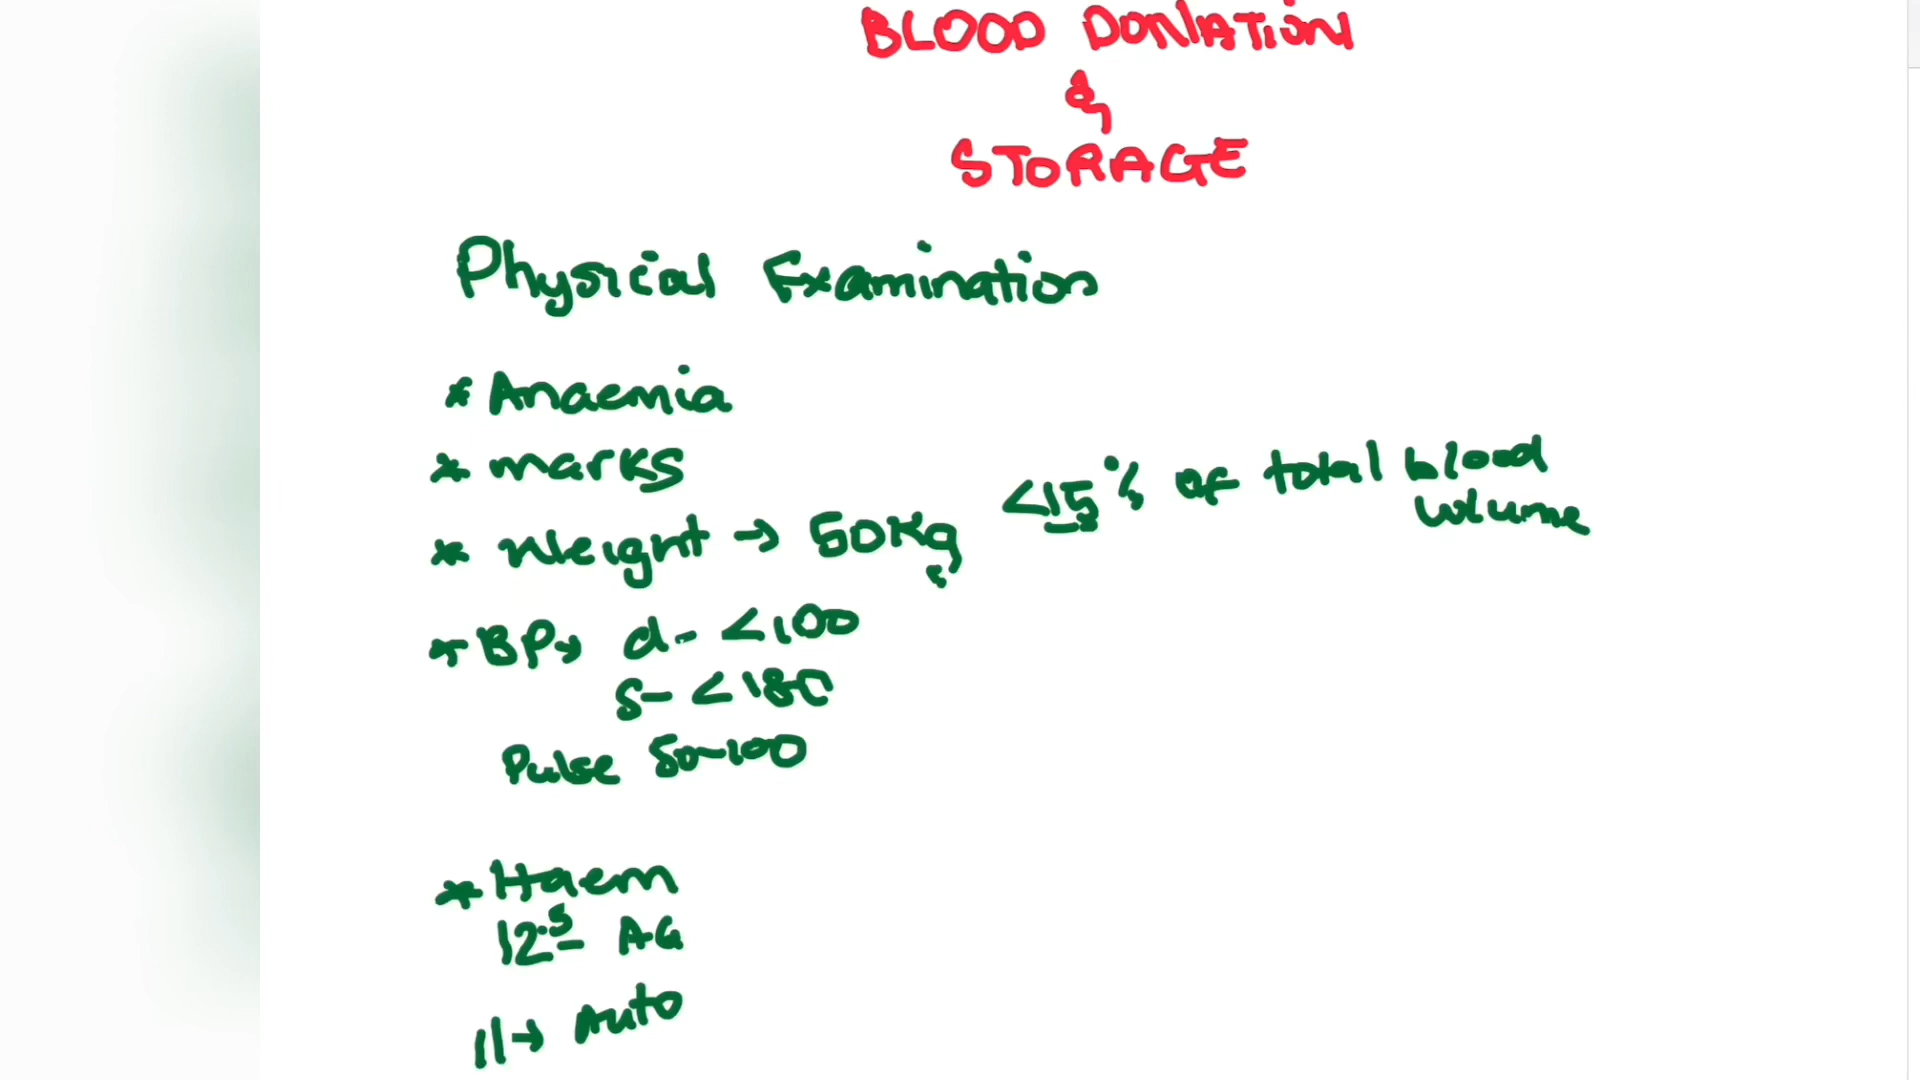 BLOOD DONATION
&
STORAGE
Physical Examination
* Anaemia
* marks
* Weight → 50Kg <15% of total blood
volume
* BP→ d- <100
S- <180
Pulse 50-100
* Haem
12.5- AG
11→ Auto